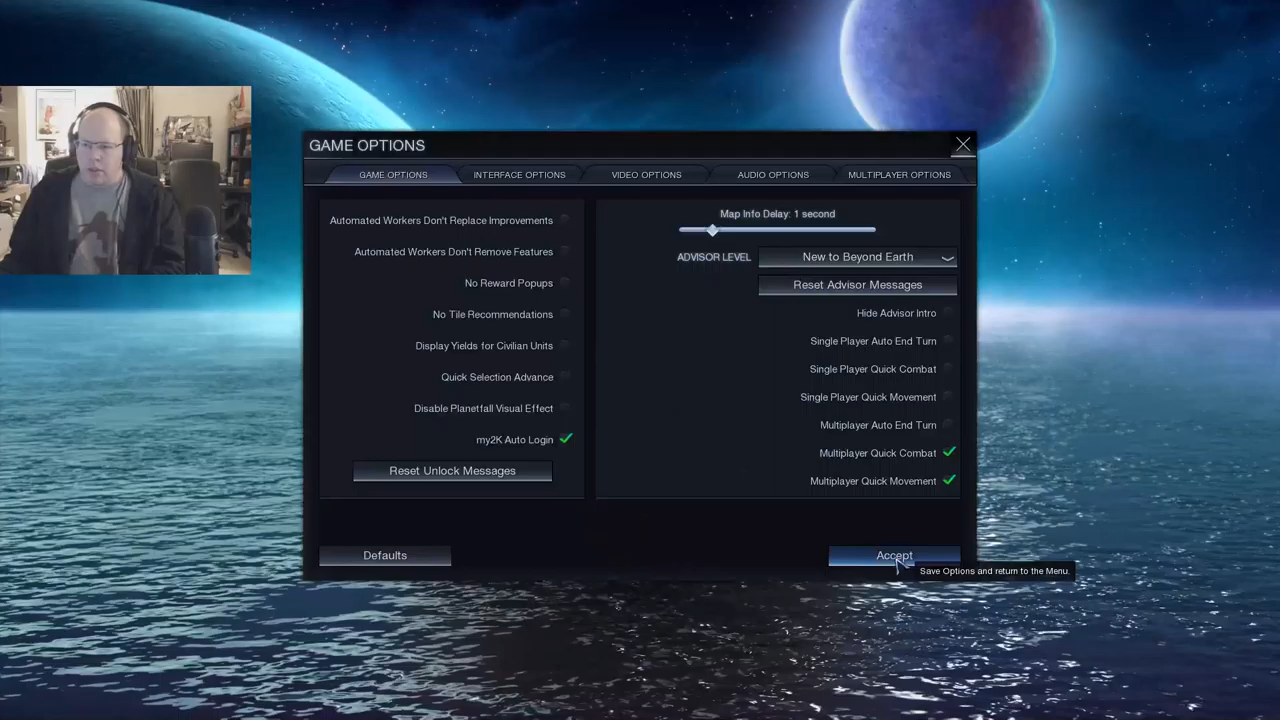 GAME OPTIONS
GAME OPTIONS
INTERFACE OPTIONS
VIDEO OPTIONS
AUDIO OPTIONS
MULTIPLAYER OPTIONS
Automated Workers Don't Replace Improvements
Automated Workers Don't Remove Features
No Reward Popups
No Tile Recommendations
Display Yields for Civilian Units
Quick Selection Advance
Disable Planetfall Visual Effect
my2K Auto Login
Reset Unlock Messages
Map Info Delay: 1 second
ADVISOR LEVEL
New to Beyond Earth
Reset Advisor Messages
Hide Advisor Intro
Single Player Auto End Turn
Single Player Quick Combat
Single Player Quick Movement
Multiplayer Auto End Turn
Multiplayer Quick Combat
Multiplayer Quick Movement
Defaults
Accept
Save Options and return to the Menu.